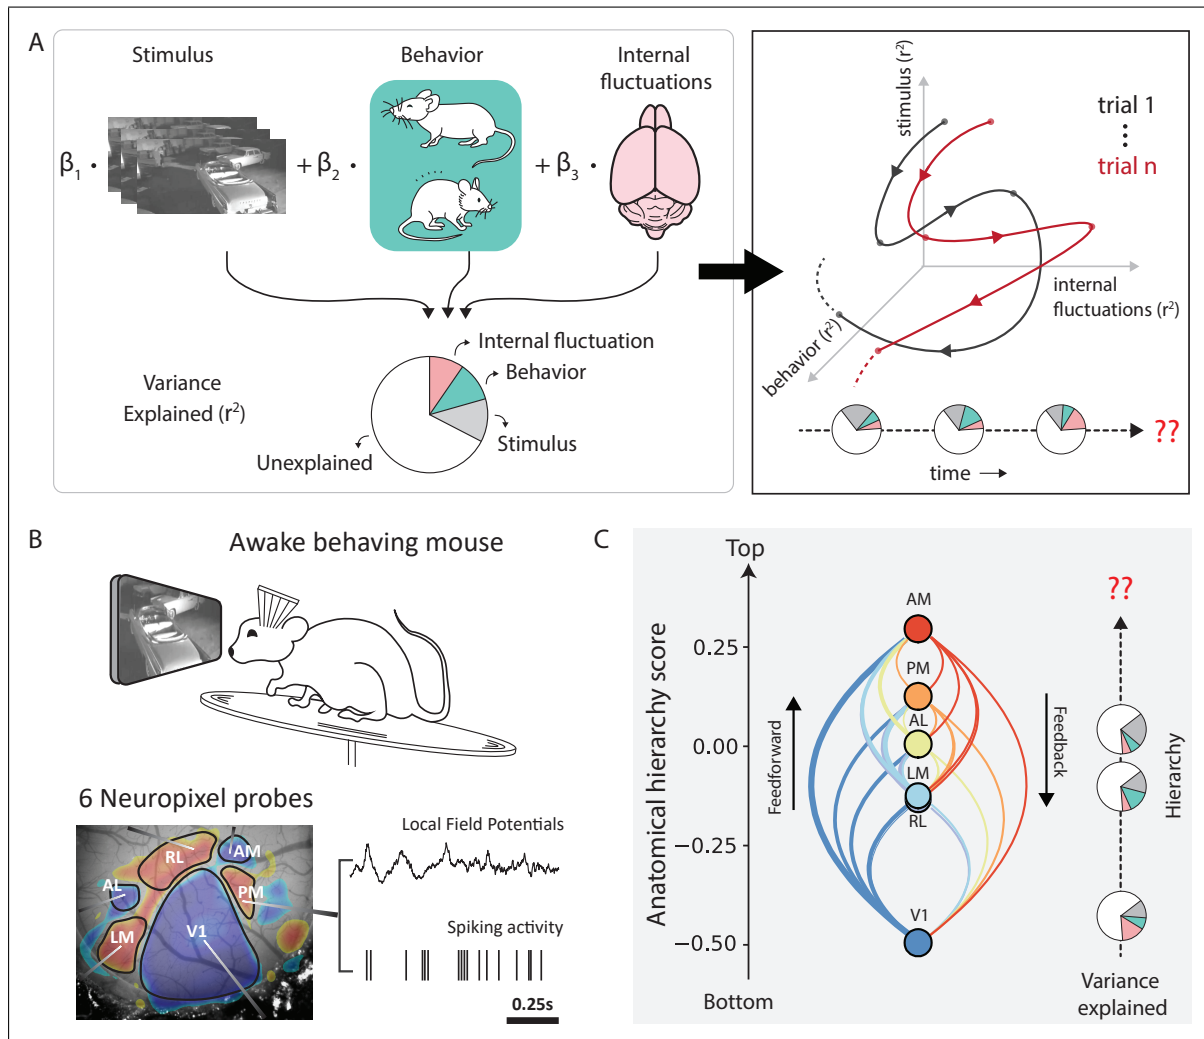 A
Stimulus
Behavior
Internal
fluctuations
β1 ·
+ β2 ·
+ β3 ·
Variance
Explained (r²)
Internal fluctuation
Behavior
Stimulus
Unexplained
stimulus (r²)
trial 1
trial n
internal
fluctuations (r²)
behavior (r²)
??
time
B
Awake behaving mouse
6 Neuropixel probes
RL
AM
AL
PM
LM
V1
Local Field Potentials
Spiking activity
0.25s
C
Top
Anatomical hierarchy score
0.25
0.00
−0.25
−0.50
Bottom
Feedforward
AM
PM
AL
LM
RL
V1
Feedback
??
Hierarchy
Variance
explained